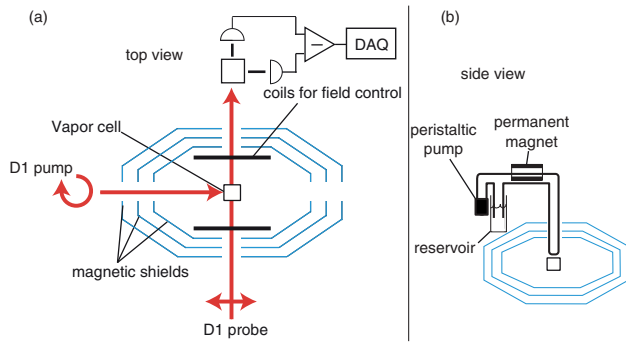 (a)
top view
−
DAQ
coils for field control
Vapor cell
D1 pump
magnetic shields
D1 probe
(b)
side view
permanent
magnet
peristaltic
pump
reservoir